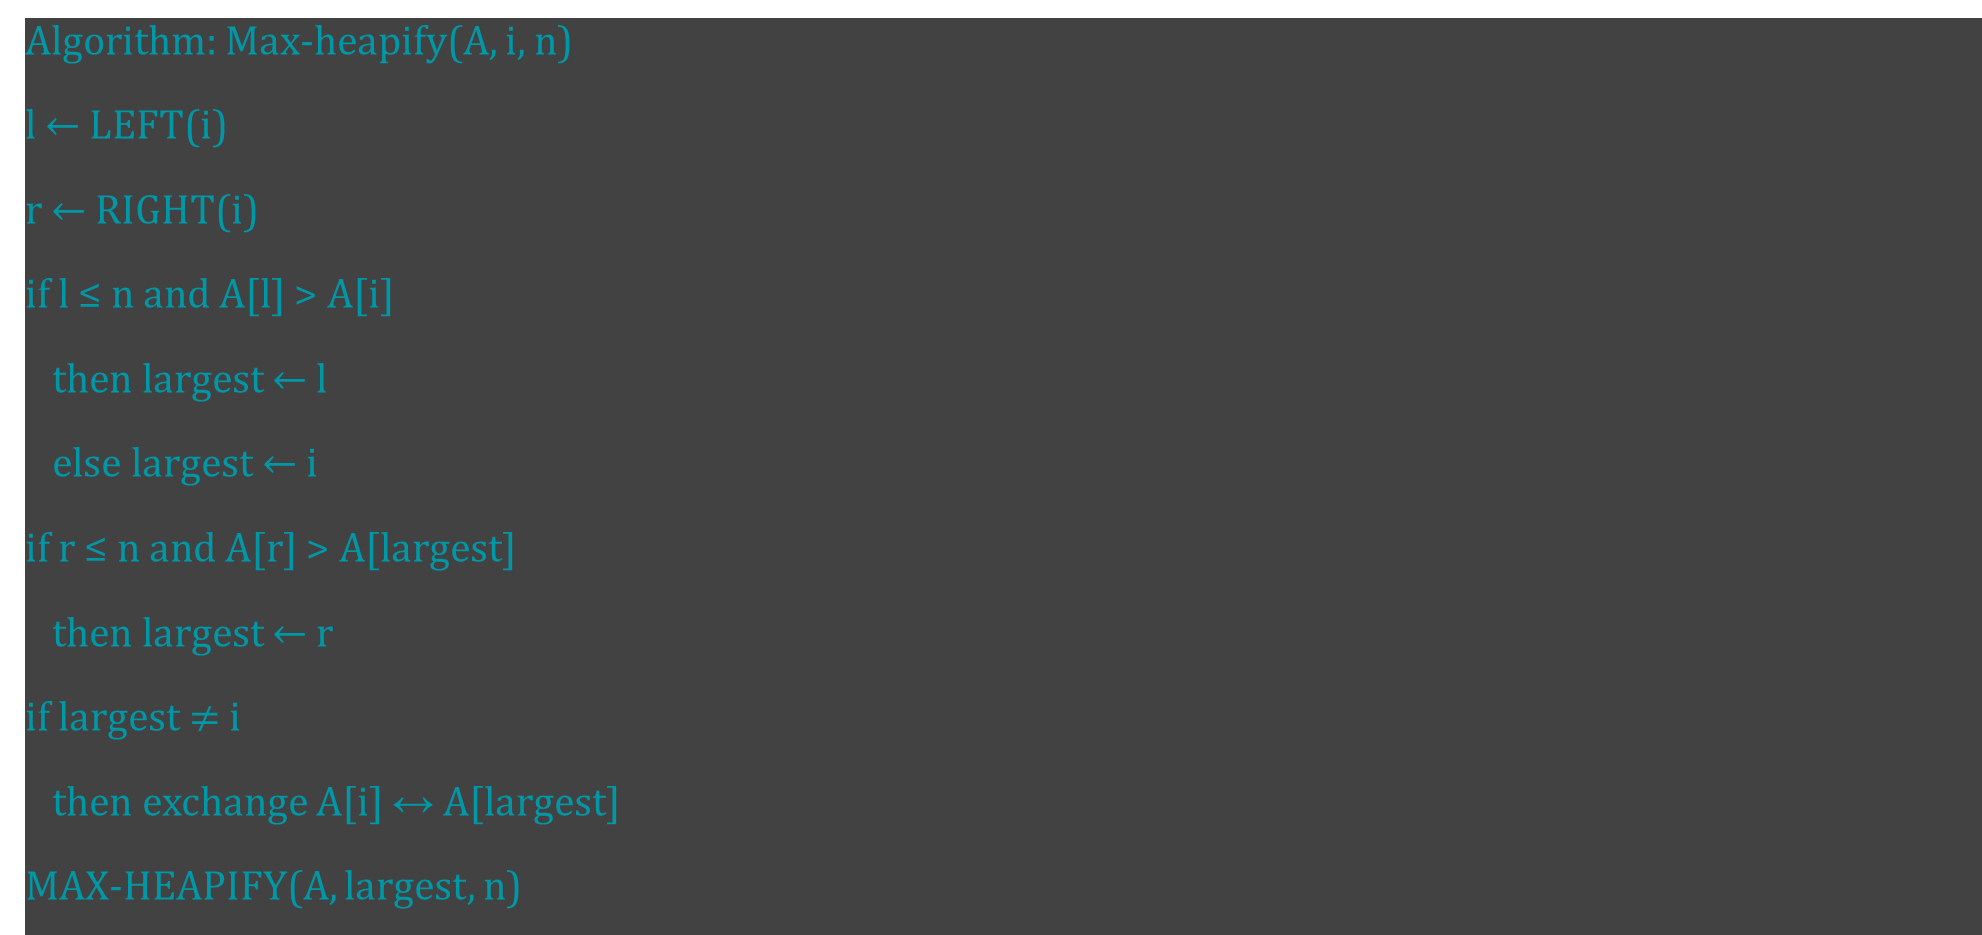 Algorithm: Max-heapify(A, i, n)
l ← LEFT(i)
r ← RIGHT(i)
if l ≤ n and A[l] > A[i]
then largest ← l
else largest ← i
if r ≤ n and A[r] > A[largest]
then largest ← r
if largest ≠ i
then exchange A[i] ↔ A[largest]
MAX-HEAPIFY(A, largest, n)